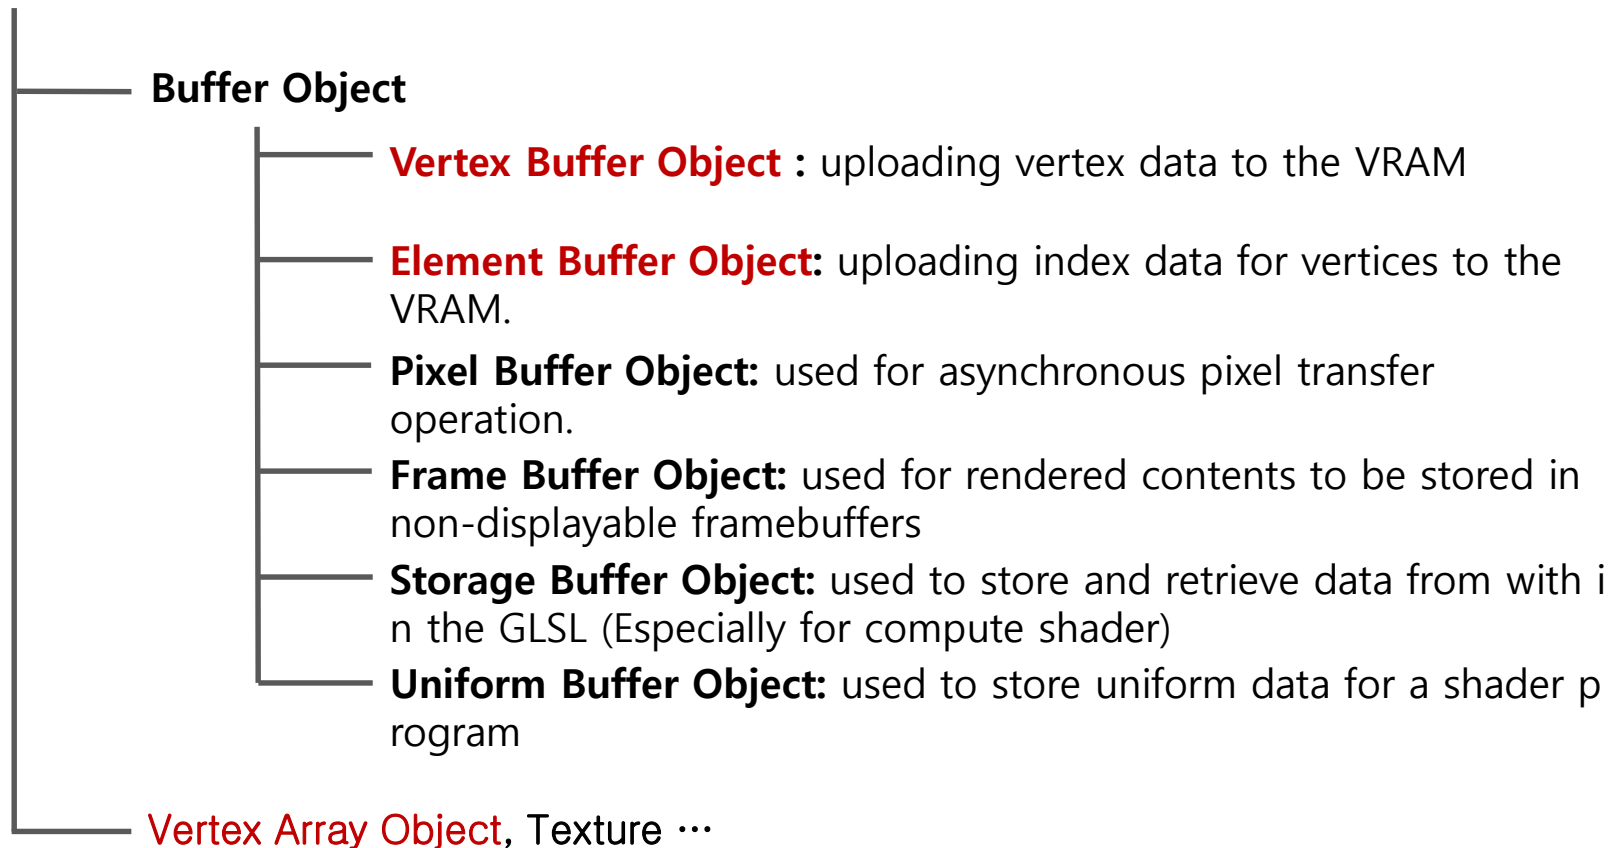 Buffer Object
Vertex Buffer Object : uploading vertex data to the VRAM
Element Buffer Object: uploading index data for vertices to the
VRAM.
Pixel Buffer Object: used for asynchronous pixel transfer
operation.
Frame Buffer Object: used for rendered contents to be stored in
non-displayable framebuffers
Storage Buffer Object: used to store and retrieve data from with i
n the GLSL (Especially for compute shader)
Uniform Buffer Object: used to store uniform data for a shader p
rogram
Vertex Array Object, Texture …